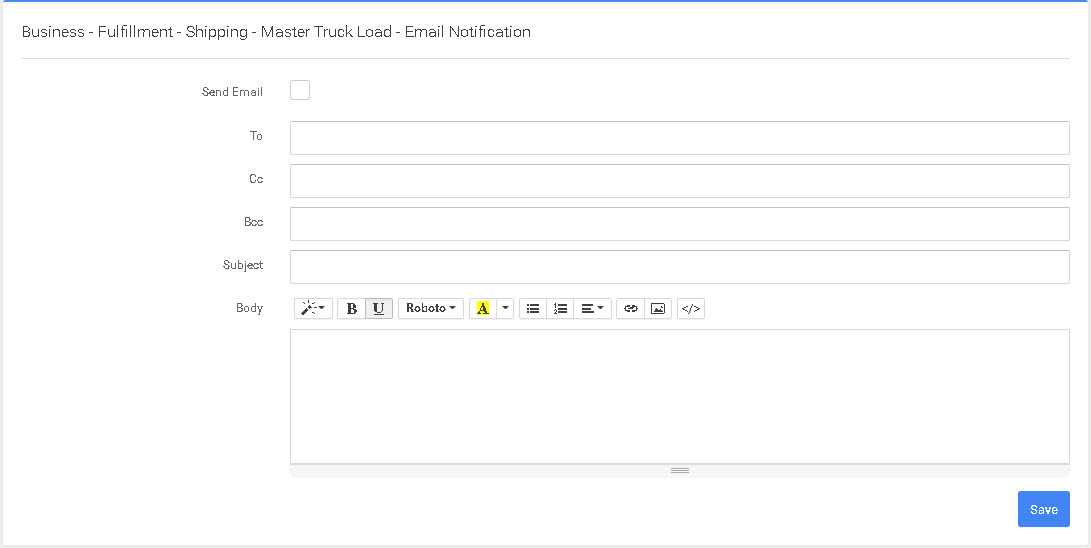 Business - Fulfillment - Shipping - Master Truck Load - Email Notification
Send Email
To
Cc
Bcc
Subject
Body B U Roboto A </>
Save